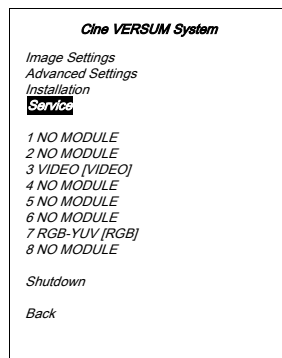 Cine VERSUM System
Image Settings
Advanced Settings
Installation
Service
1 NO MODULE
2 NO MODULE
3 VIDEO [VIDEO]
4 NO MODULE
5 NO MODULE
6 NO MODULE
7 RGB-YUV [RGB]
8 NO MODULE
Shutdown
Back